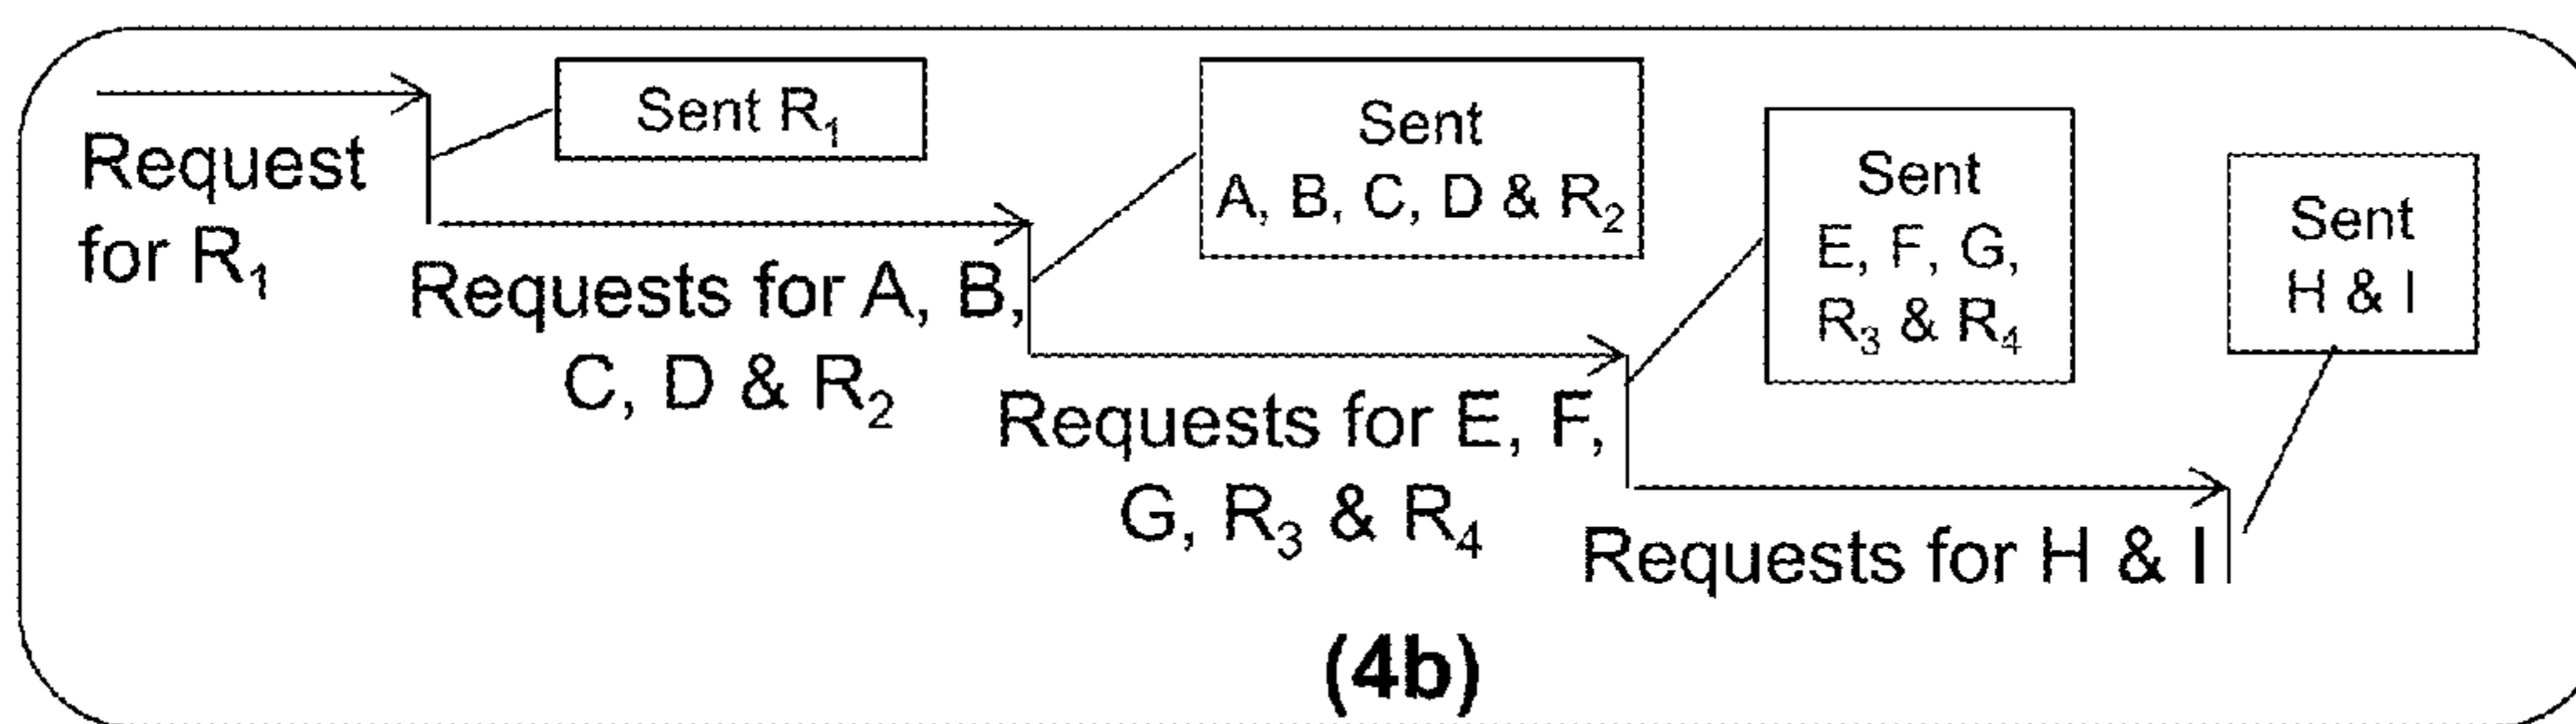 Request
for R₁
Sent R₁
Requests for A, B,
C, D & R₂
Sent
A, B, C, D & R₂
Requests for E, F,
G, R₃ & R₄
Sent
E, F, G,
R₃ & R₄
Requests for H & I
Sent
H & I
(4b)